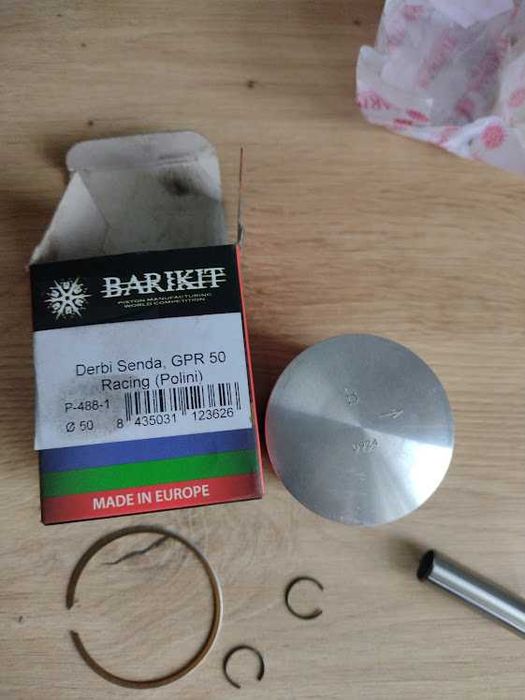 BARIKIT
PISTON MANUFACTURING
WORLD COMPETITION
Derbi Senda, GPR 50
Racing (Polini)
P-488-1
Ø 50
8 435031 123626
MADE IN EUROPE